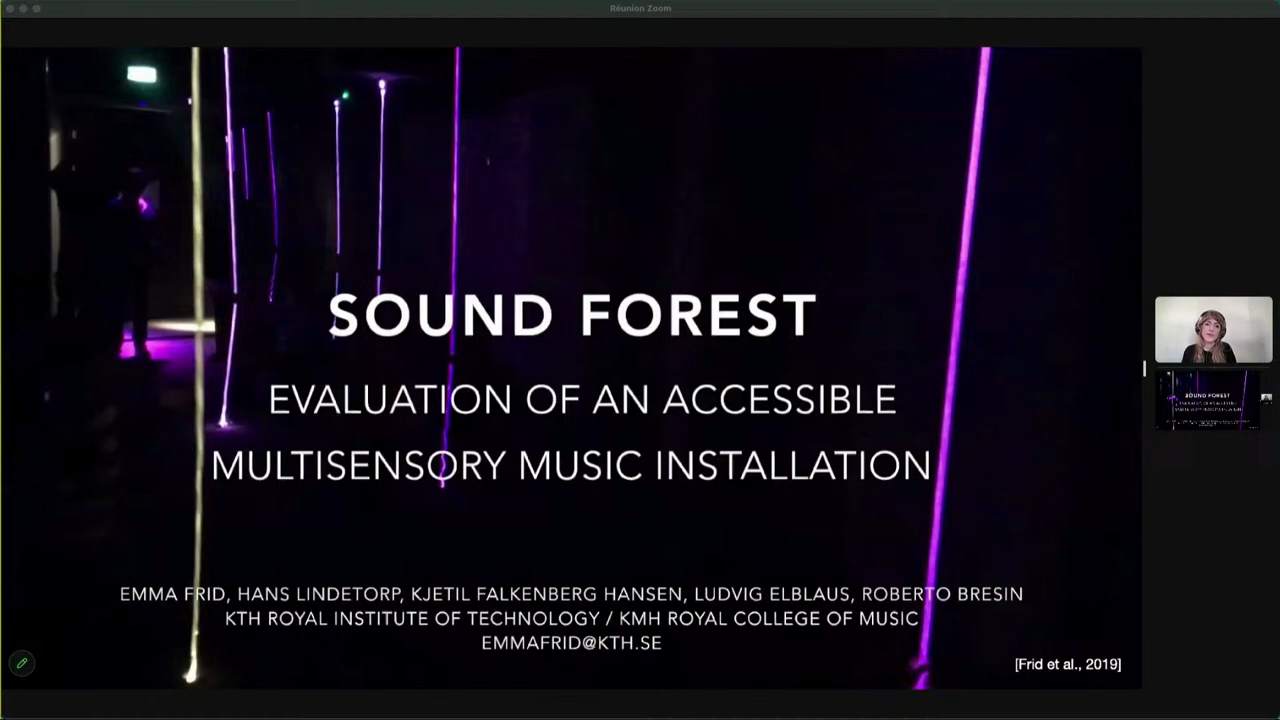 Réunion Zoom
SOUND FOREST
EVALUATION OF AN ACCESSIBLE
MULTISENSORY MUSIC INSTALLATION
EMMA FRID, HANS LINDETORP, KJETIL FALKENBERG HANSEN, LUDVIG ELBLAUS, ROBERTO BRESIN
KTH ROYAL INSTITUTE OF TECHNOLOGY / KMH ROYAL COLLEGE OF MUSIC
EMMAFRID@KTH.SE
[Frid et al., 2019]
SOUND FOREST